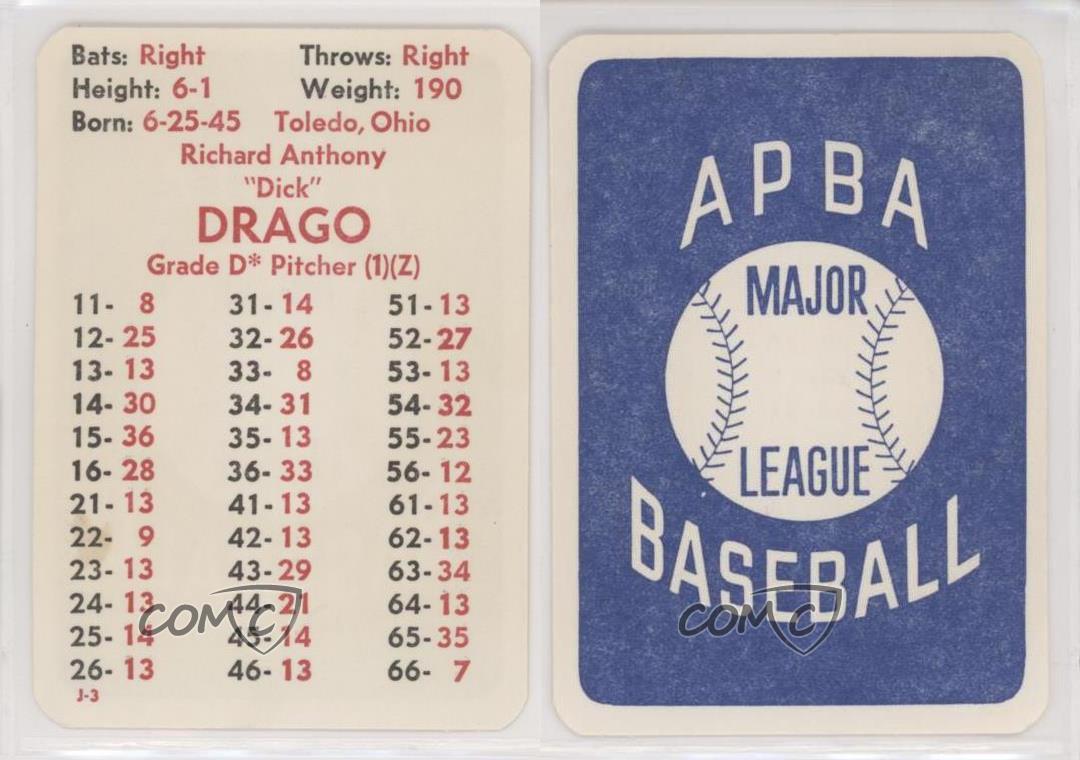 Bats: Right Throws: Right
Height: 6-1 Weight: 190
Born: 6-25-45 Toledo, Ohio
Richard Anthony
"Dick"
DRAGO
Grade D* Pitcher (1)(Z)
11- 8 31- 14 51- 13
12- 25 32- 26 52- 27
13- 13 33- 8 53- 13
14- 30 34- 31 54- 32
15- 36 35- 13 55- 23
16- 28 36- 33 56- 12
21- 13 41- 13 61- 13
22- 9 42- 13 62- 13
23- 13 43- 29 63- 34
24- 13 44- 21 64- 13
25- 14 45- 14 65- 35
26- 13 46- 13 66- 7
J-3
COMC
APBA
MAJOR
LEAGUE
BASEBALL
COMC